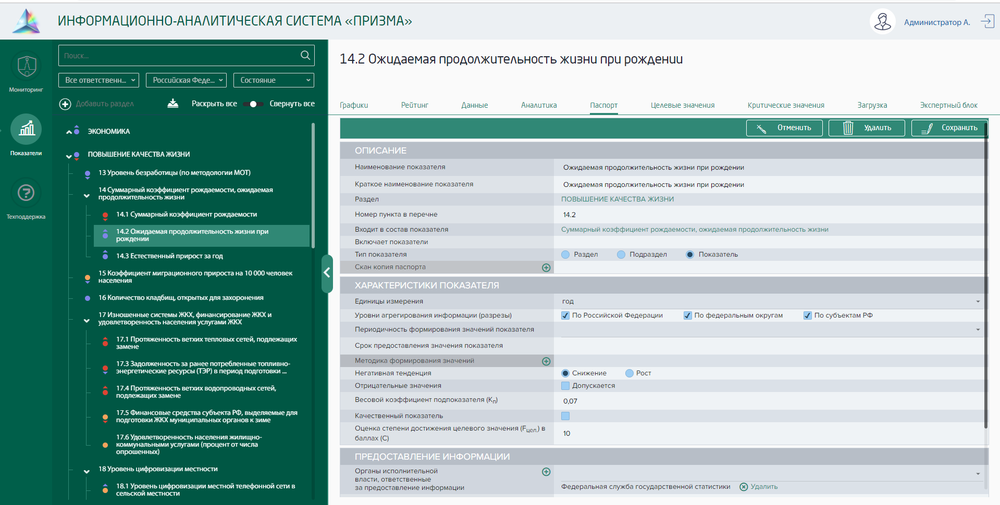 ИНФОРМАЦИОННО-АНАЛИТИЧЕСКАЯ СИСТЕМА «ПРИЗМА»
Администратор А.
Мониторинг
Показатели
Техподдержка
Поиск...
Все ответственн...
Российская Феде...
Состояние
Добавить раздел
Раскрыть все
Свернуть все
ЭКОНОМИКА
ПОВЫШЕНИЕ КАЧЕСТВА ЖИЗНИ
13 Уровень безработицы (по методологии МОТ)
14 Суммарный коэффициент рождаемости, ожидаемая
продолжительность жизни
14.1 Суммарный коэффициент рождаемости
14.2 Ожидаемая продолжительность жизни при
рождении
14.3 Естественный прирост за год
15 Коэффициент миграционного прироста на 10 000 человек
населения
16 Количество кладбищ, открытых для захоронения
17 Изношенные системы ЖКХ, финансирование ЖКХ и
удовлетворенность населения услугами ЖКХ
17.1 Протяженность ветхих тепловых сетей, подлежащих
замене
17.3 Задолженность за ранее потребленные топливно-
энергетические ресурсы (ТЭР) в период подготовки ...
17.4 Протяженность ветхих водопроводных сетей,
подлежащих замене
17.5 Финансовые средства субъекта РФ, выделяемые для
подготовки ЖКХ муниципальных органов к зиме
17.6 Удовлетворенность населения жилищно-
коммунальными услугами (процент от числа
опрошенных)
18 Уровень цифровизации местности
18.1 Уровень цифровизации местной телефонной сети в
сельской местности
14.2 Ожидаемая продолжительность жизни при рождении
Графики
Рейтинг
Данные
Аналитика
Паспорт
Целевые значения
Критические значения
Загрузка
Экспертный блок
Отменить
Удалить
Сохранить
ОПИСАНИЕ
Наименование показателя
Ожидаемая продолжительность жизни при рождении
Краткое наименование показателя
Ожидаемая продолжительность жизни при рождении
Раздел
ПОВЫШЕНИЕ КАЧЕСТВА ЖИЗНИ
Номер пункта в перечне
14.2
Входит в состав показателя
Суммарный коэффициент рождаемости, ожидаемая продолжительность жизни
Включает показатели
Тип показателя
Раздел
Подраздел
Показатель
Скан копия паспорта
ХАРАКТЕРИСТИКИ ПОКАЗАТЕЛЯ
Единицы измерения
год
Уровни агрегирования информации (разрезы)
По Российской Федерации
По федеральным округам
По субъектам РФ
Периодичность формирования значений показателя
Срок предоставления значения показателя
Методика формирования значений
Негативная тенденция
Снижение
Рост
Отрицательные значения
Допускается
Весовой коэффициент подпоказателя (Кп)
0,07
Качественный показатель
Оценка степени достижения целевого значения (Fцел.) в
баллах (С)
10
ПРЕДОСТАВЛЕНИЕ ИНФОРМАЦИИ
Органы исполнительной
власти, ответственные
за предоставление информации
Федеральная служба государственной статистики
Удалить